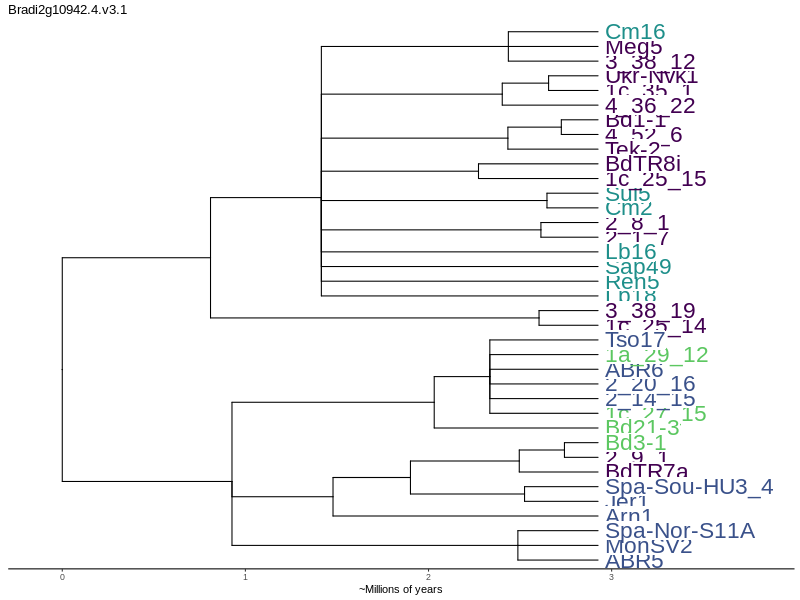 Bradi2g10942.4.v3.1
Cm16
Meg5
3_38_12
Ukr-Nvk1
1c_35_1
4_36_22
Bd1-1
4_52_6
Tek-2
BdTR8i
1c_25_15
Sul5
Cm2
2_8_1
2_1_7
Lb16
Sap49
Ren5
Lb18
3_38_19
1c_25_14
Tso17
1a_29_12
ABR6
2_20_16
2_14_15
1c_27_15
Bd21-3
Bd3-1
2_9_1
BdTR7a
Spa-Sou-HU3_4
Jer1
Arn1
Spa-Nor-S11A
MonSV2
ABR5
0 1 2 3
~Millions of years